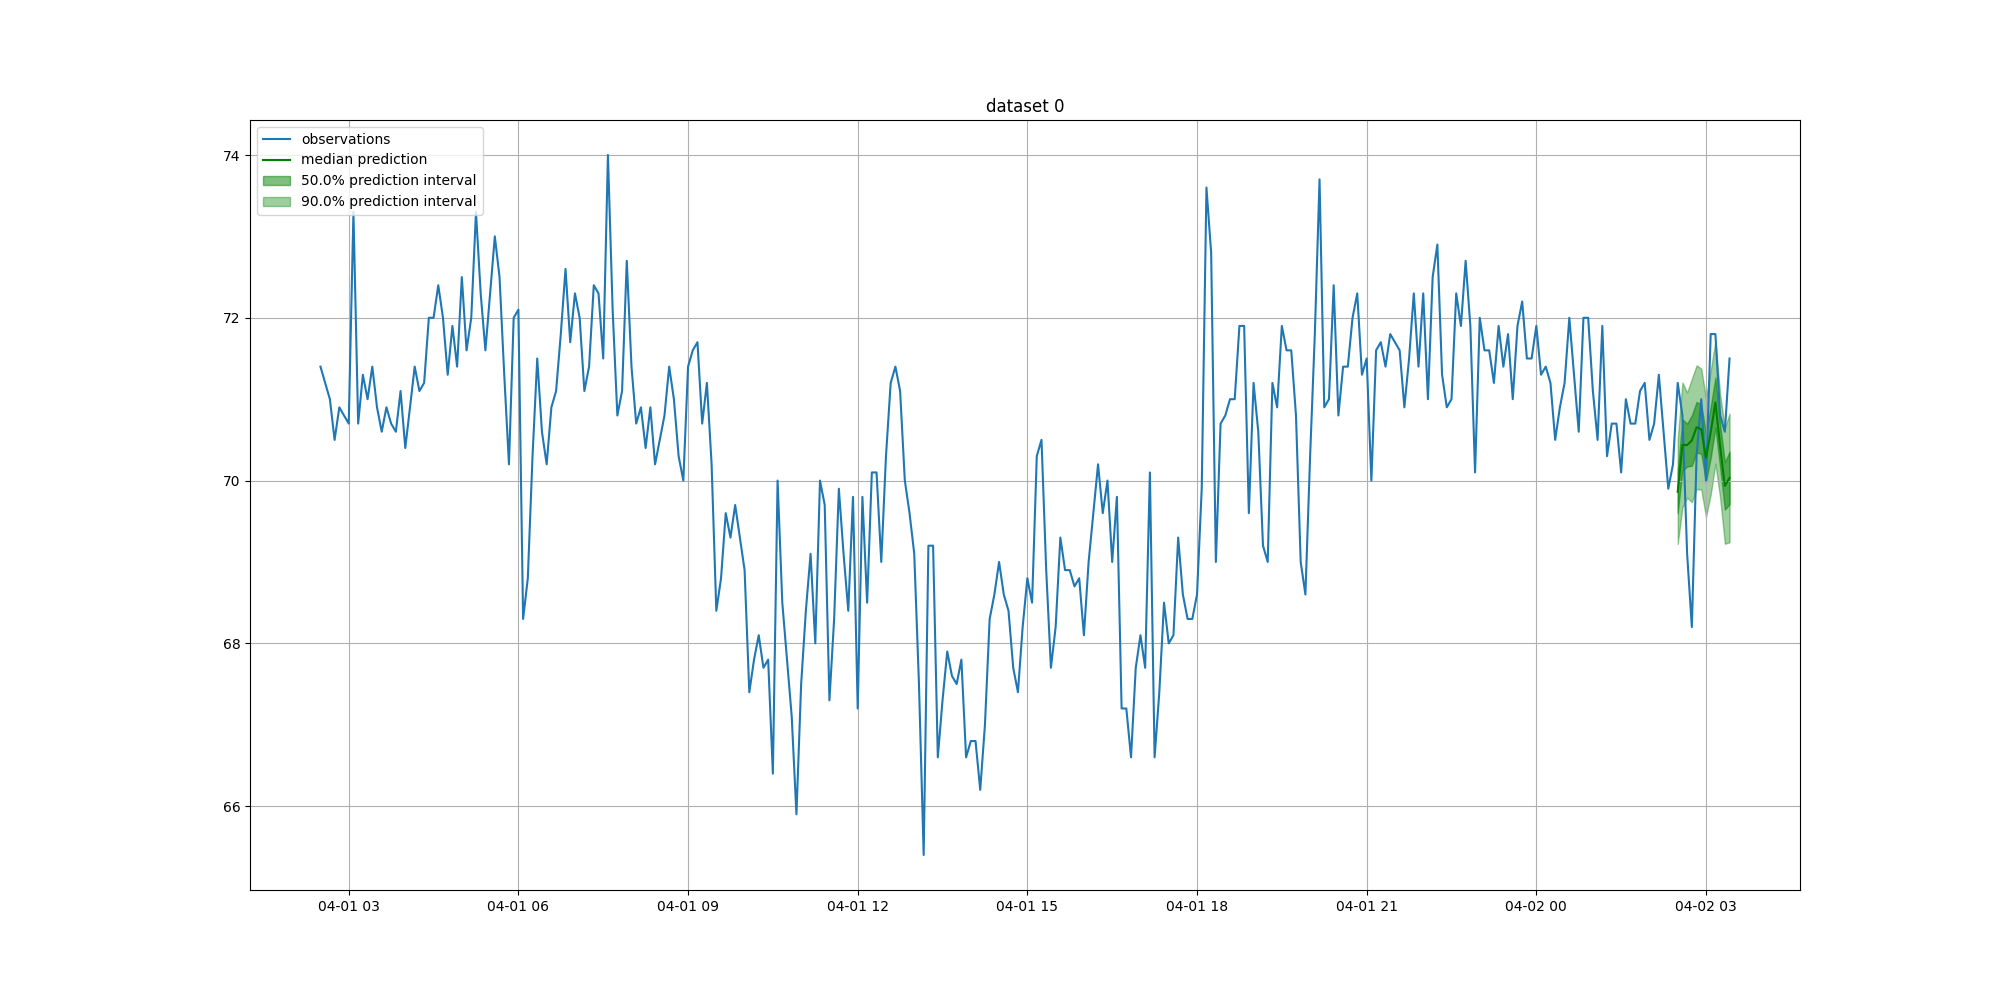 dataset 0
observations
median prediction
50.0% prediction interval
90.0% prediction interval
74
72
70
68
66
04-01 03
04-01 06
04-01 09
04-01 12
04-01 15
04-01 18
04-01 21
04-02 00
04-02 03